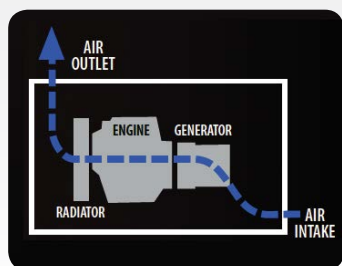 AIR
OUTLET
ENGINE
GENERATOR
RADIATOR
AIR
INTAKE